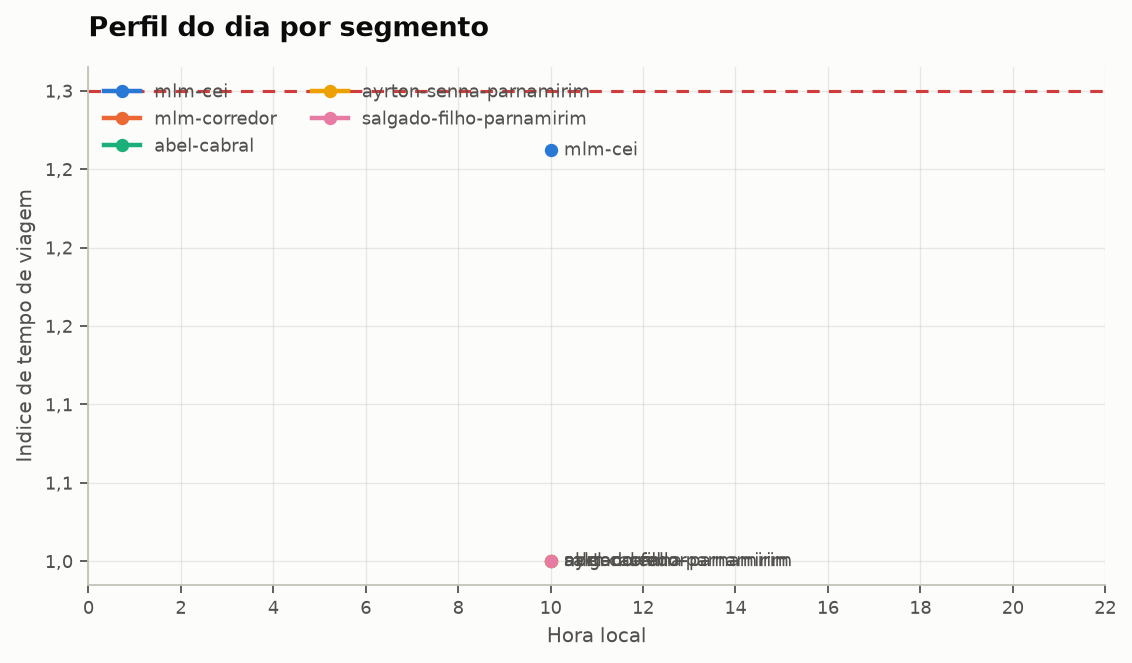 Perfil do dia por segmento
mlm-cei
mlm-corredor
abel-cabral
ayrton-senna-parnamirim
salgado-filho-parnamirim
mlm-cei
1,3
1,2
1,2
1,2
1,1
1,1
1,0
Indice de tempo de viagem
0 2 4 6 8 10 12 14 16 18 20 22
Hora local